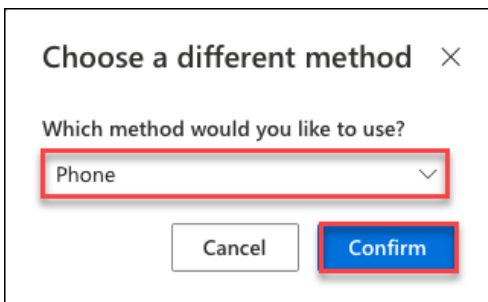 Choose a different method
Which method would you like to use?
Phone
Cancel
Confirm